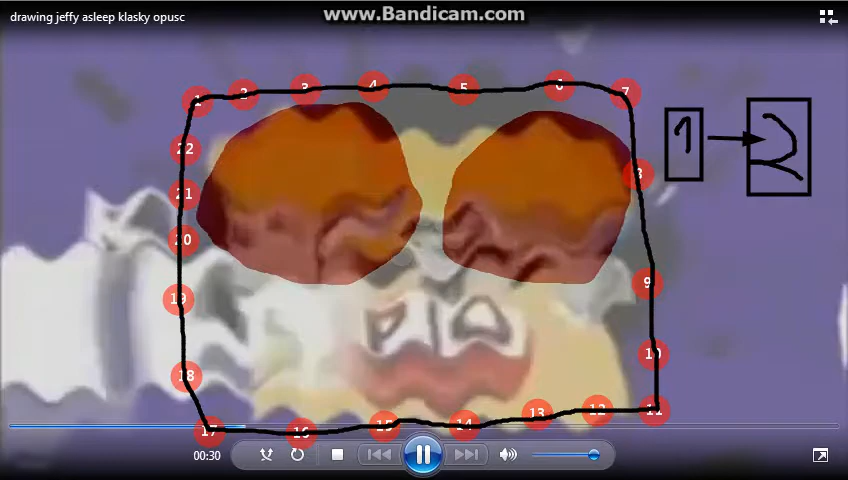 drawing jeffy asleep klasky opusc
www.Bandicam.com
1 2 3 4 5 6 7
1 2
22 8
21
20
19 9
18 10
17 16 15 14 13 12 11
00:30